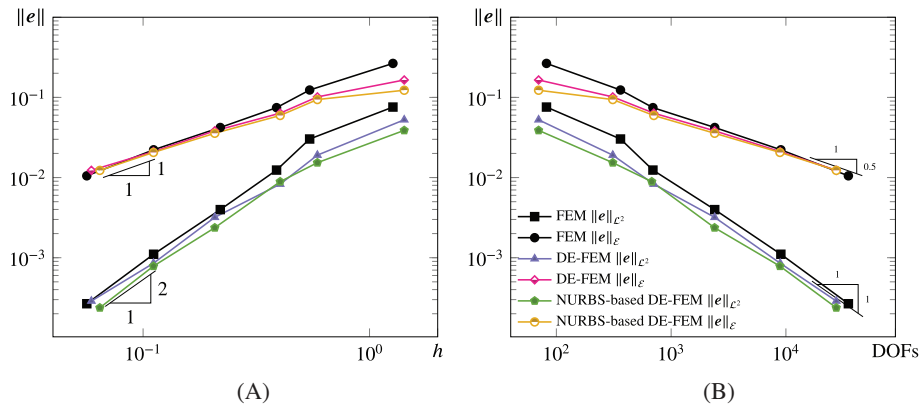 ‖e‖
10⁻¹
10⁻²
10⁻³
10⁻¹
10⁰
h
1
1
2
1
(A)
‖e‖
10⁻¹
10⁻²
10⁻³
10²
10³
10⁴
DOFs
1
0.5
1
1
FEM ‖e‖_{ℒ²}
FEM ‖e‖_ℰ
DE-FEM ‖e‖_{ℒ²}
DE-FEM ‖e‖_ℰ
NURBS-based DE-FEM ‖e‖_{ℒ²}
NURBS-based DE-FEM ‖e‖_ℰ
(B)